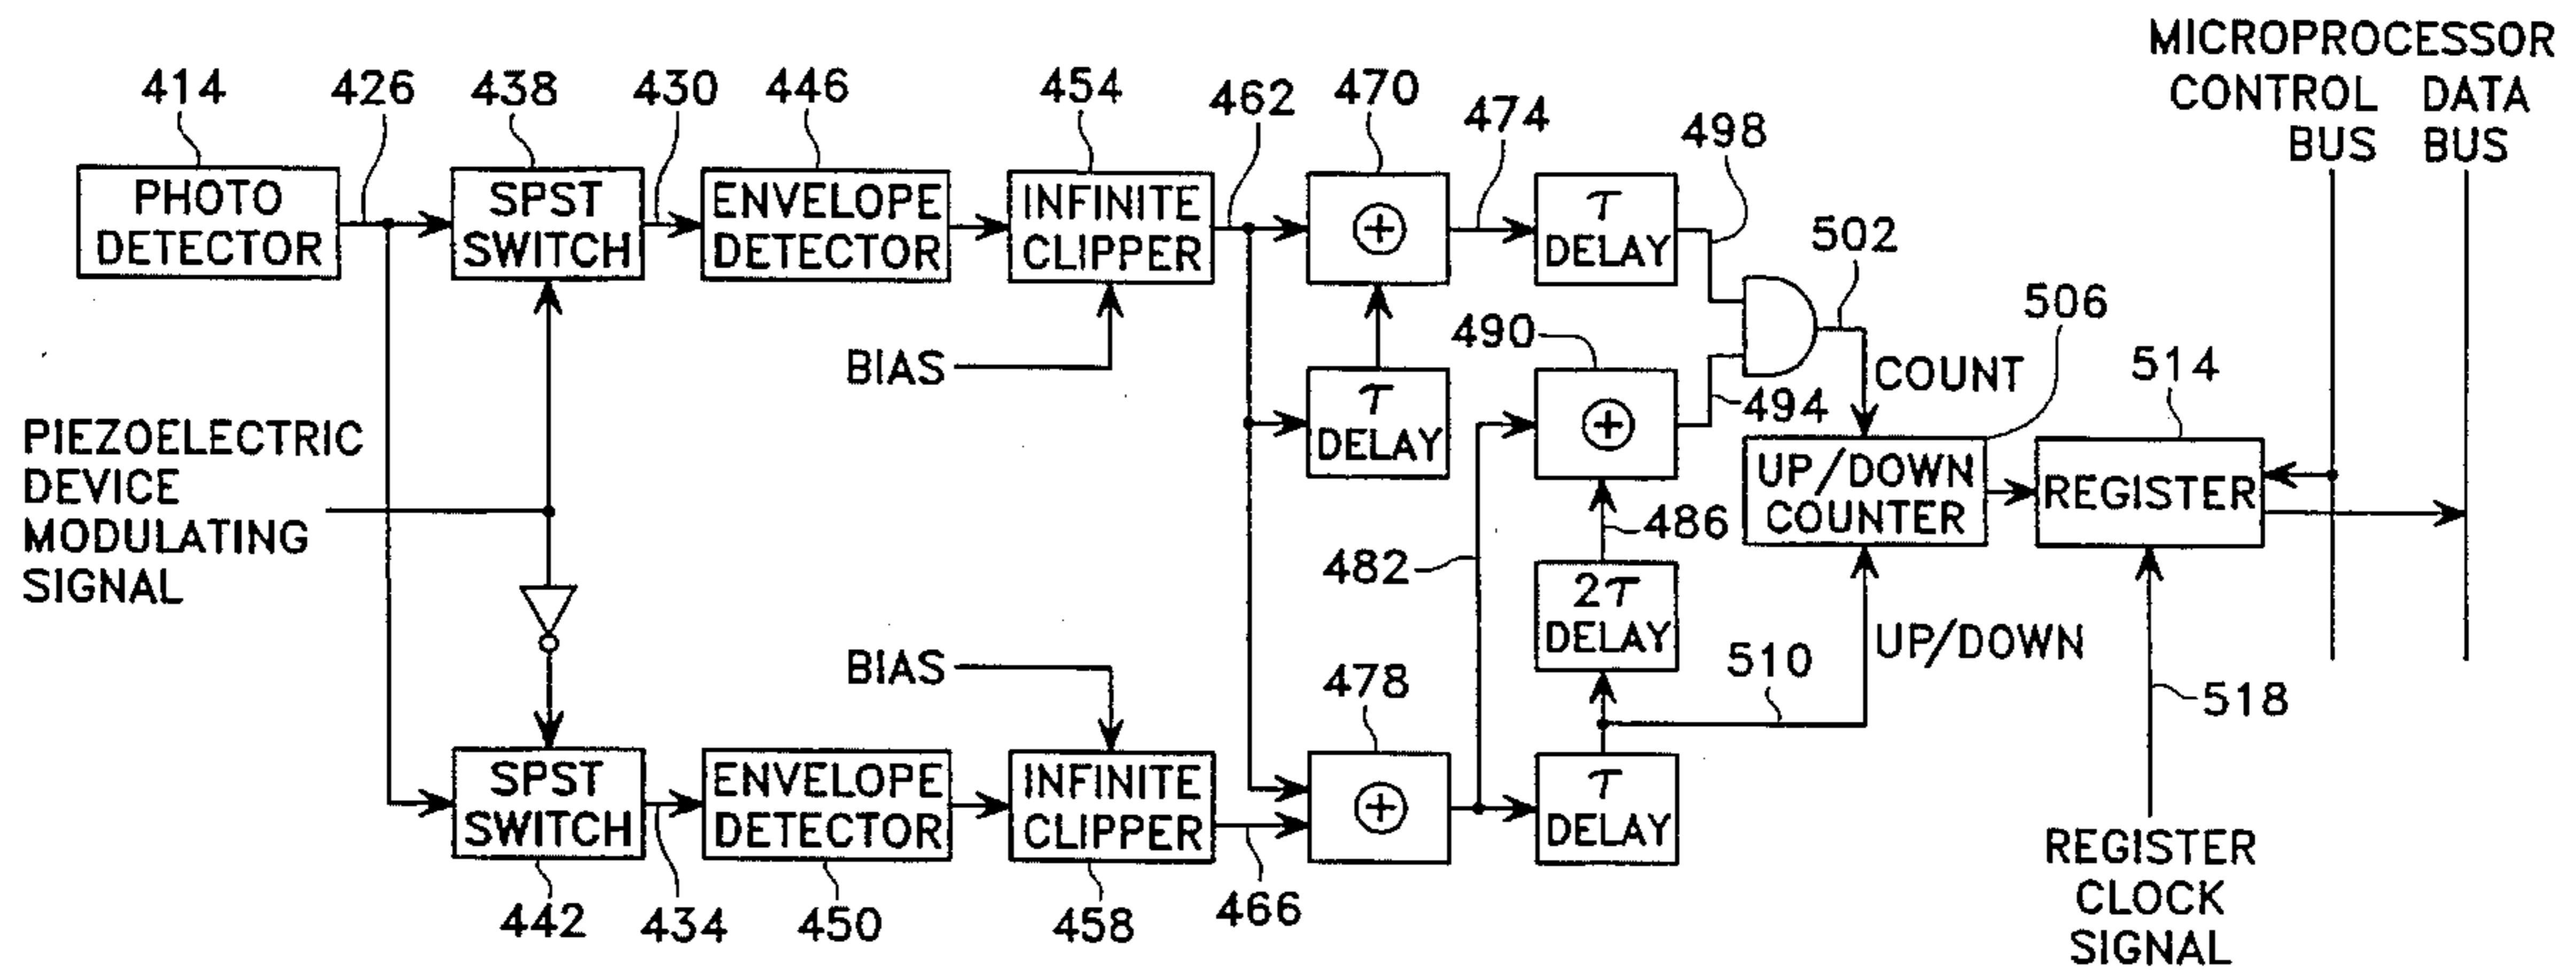 MICROPROCESSOR
CONTROL DATA
BUS BUS
414
426
438
430
446
454
462
470
474
498
502
PHOTO
DETECTOR
SPST
SWITCH
ENVELOPE
DETECTOR
INFINITE
CLIPPER
+
τ
DELAY
BIAS
490
506
514
COUNT
494
τ
DELAY
+
PIEZOELECTRIC
DEVICE
MODULATING
SIGNAL
UP/DOWN
COUNTER
REGISTER
482
486
2τ
DELAY
UP/DOWN
BIAS
478
510
518
SPST
SWITCH
ENVELOPE
DETECTOR
INFINITE
CLIPPER
+
τ
DELAY
442
434
450
458
466
REGISTER
CLOCK
SIGNAL